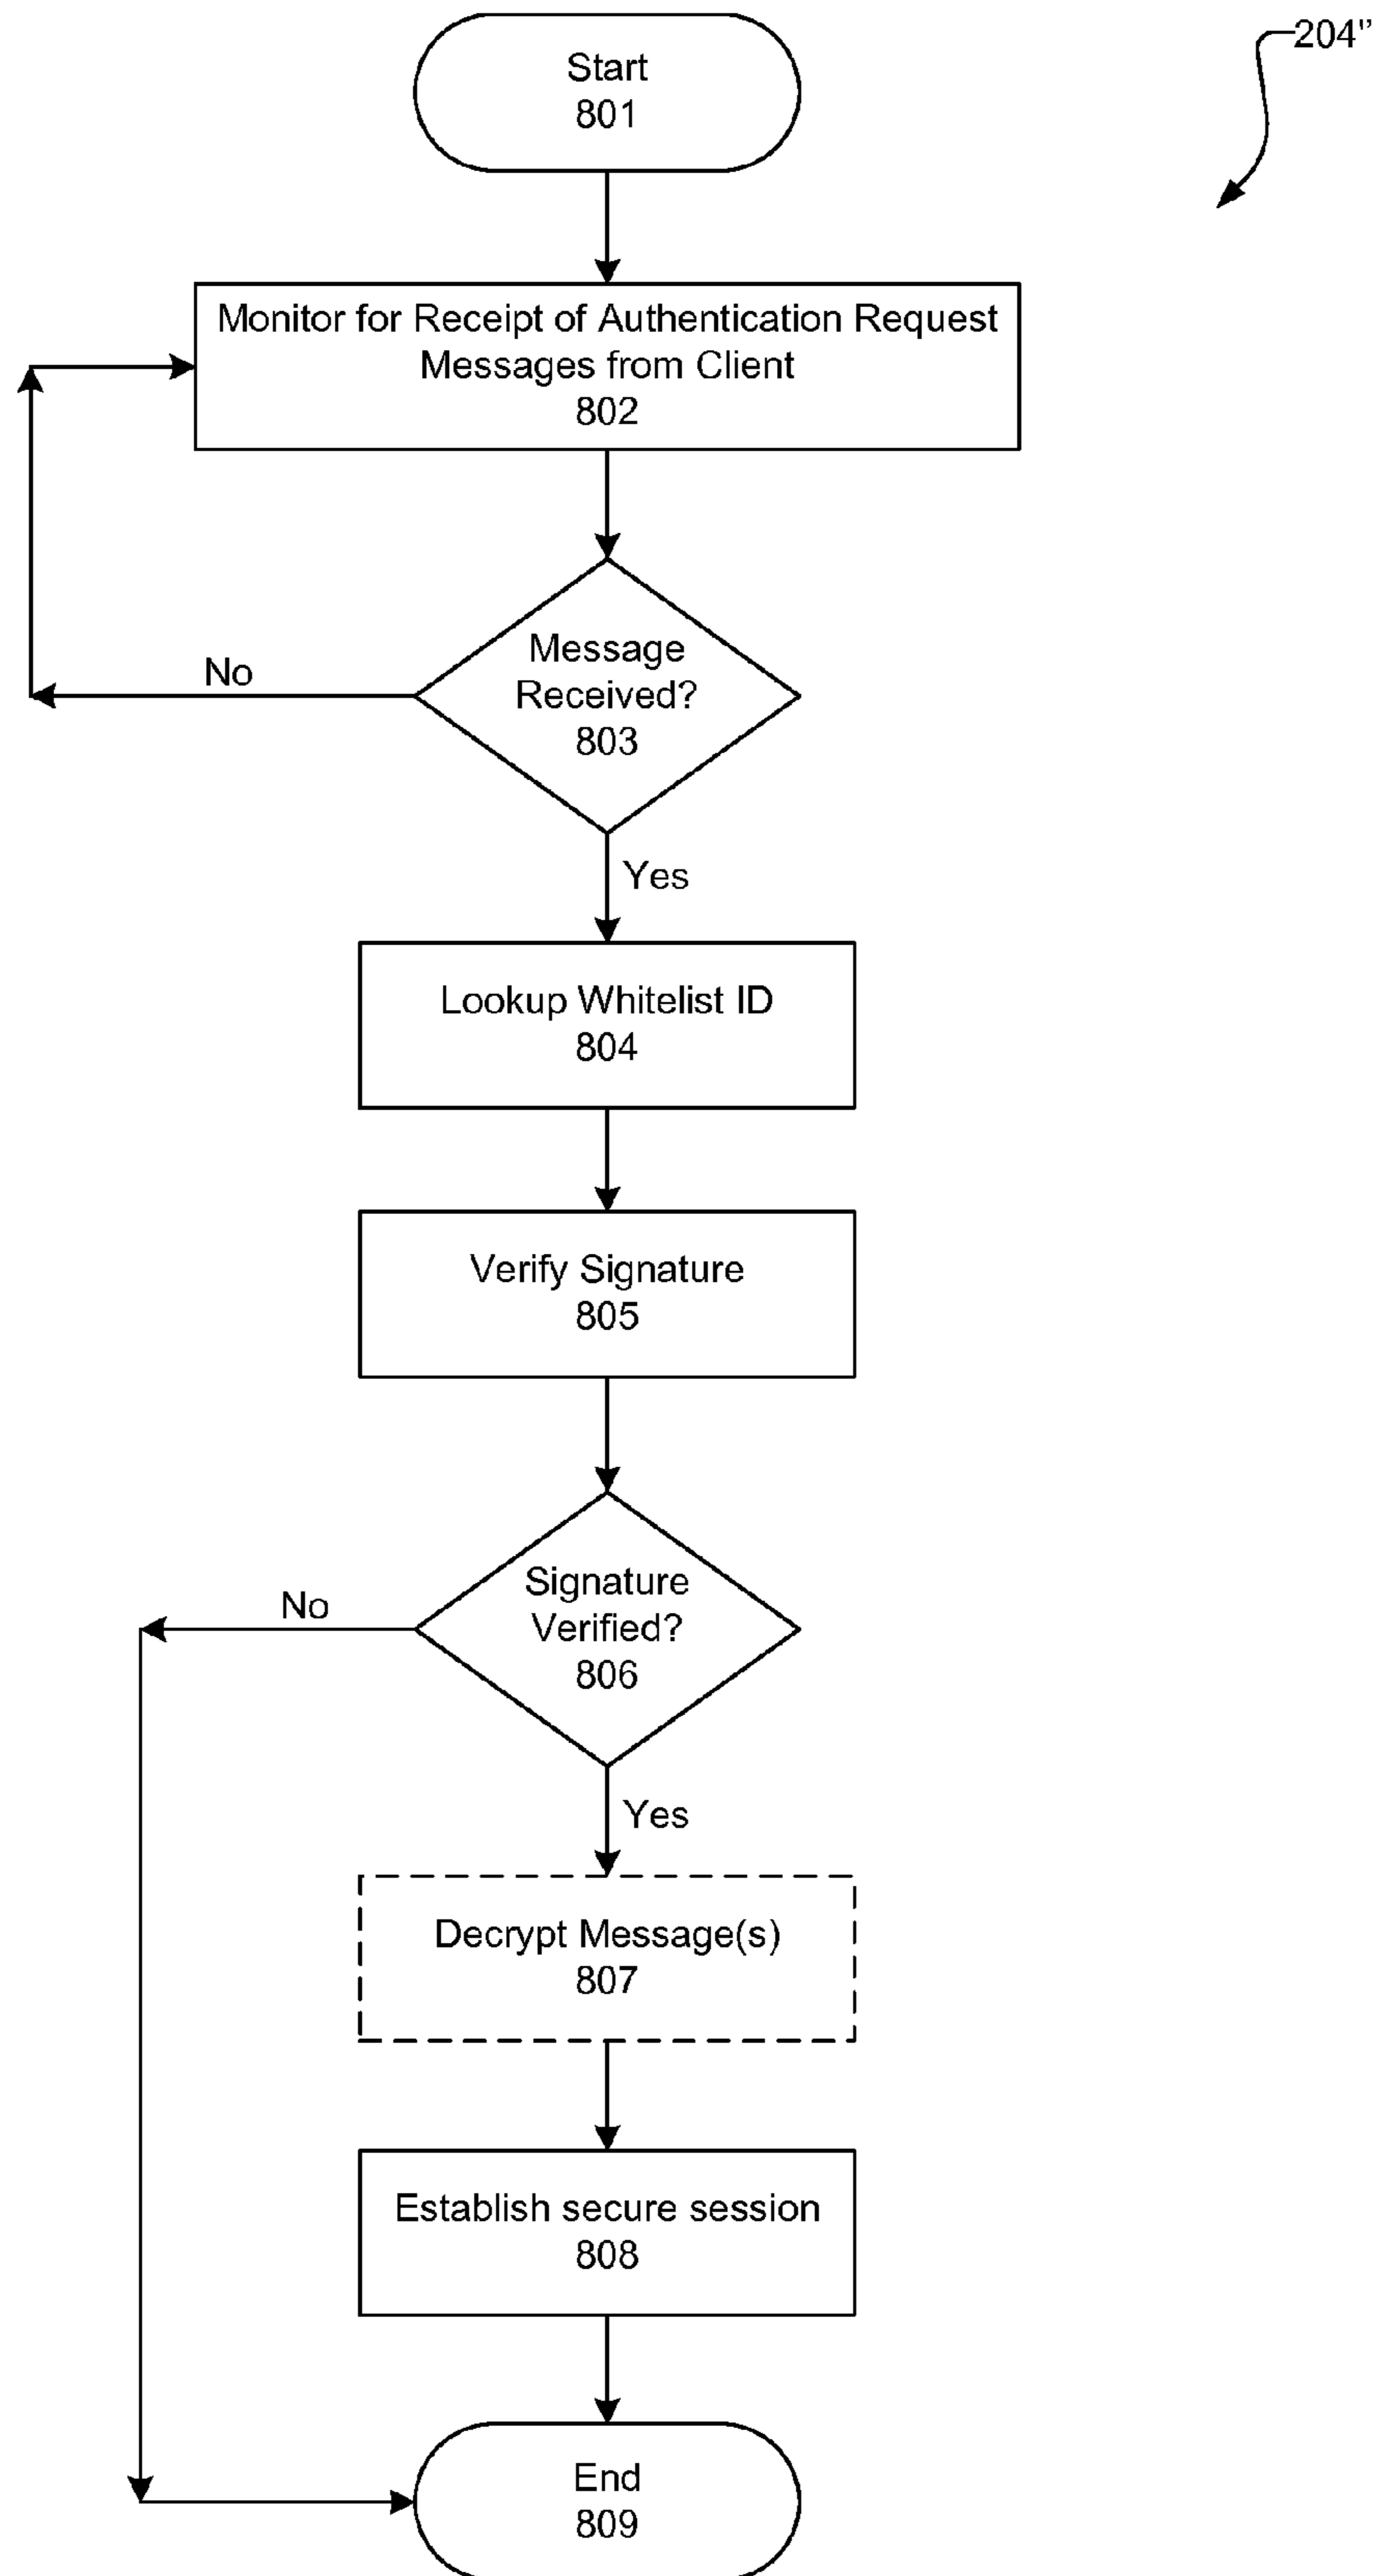 204"
Start
801
Monitor for Receipt of Authentication Request
Messages from Client
802
Message
Received?
803
No
Yes
Lookup Whitelist ID
804
Verify Signature
805
Signature
Verified?
806
No
Yes
Decrypt Message(s)
807
Establish secure session
808
End
809